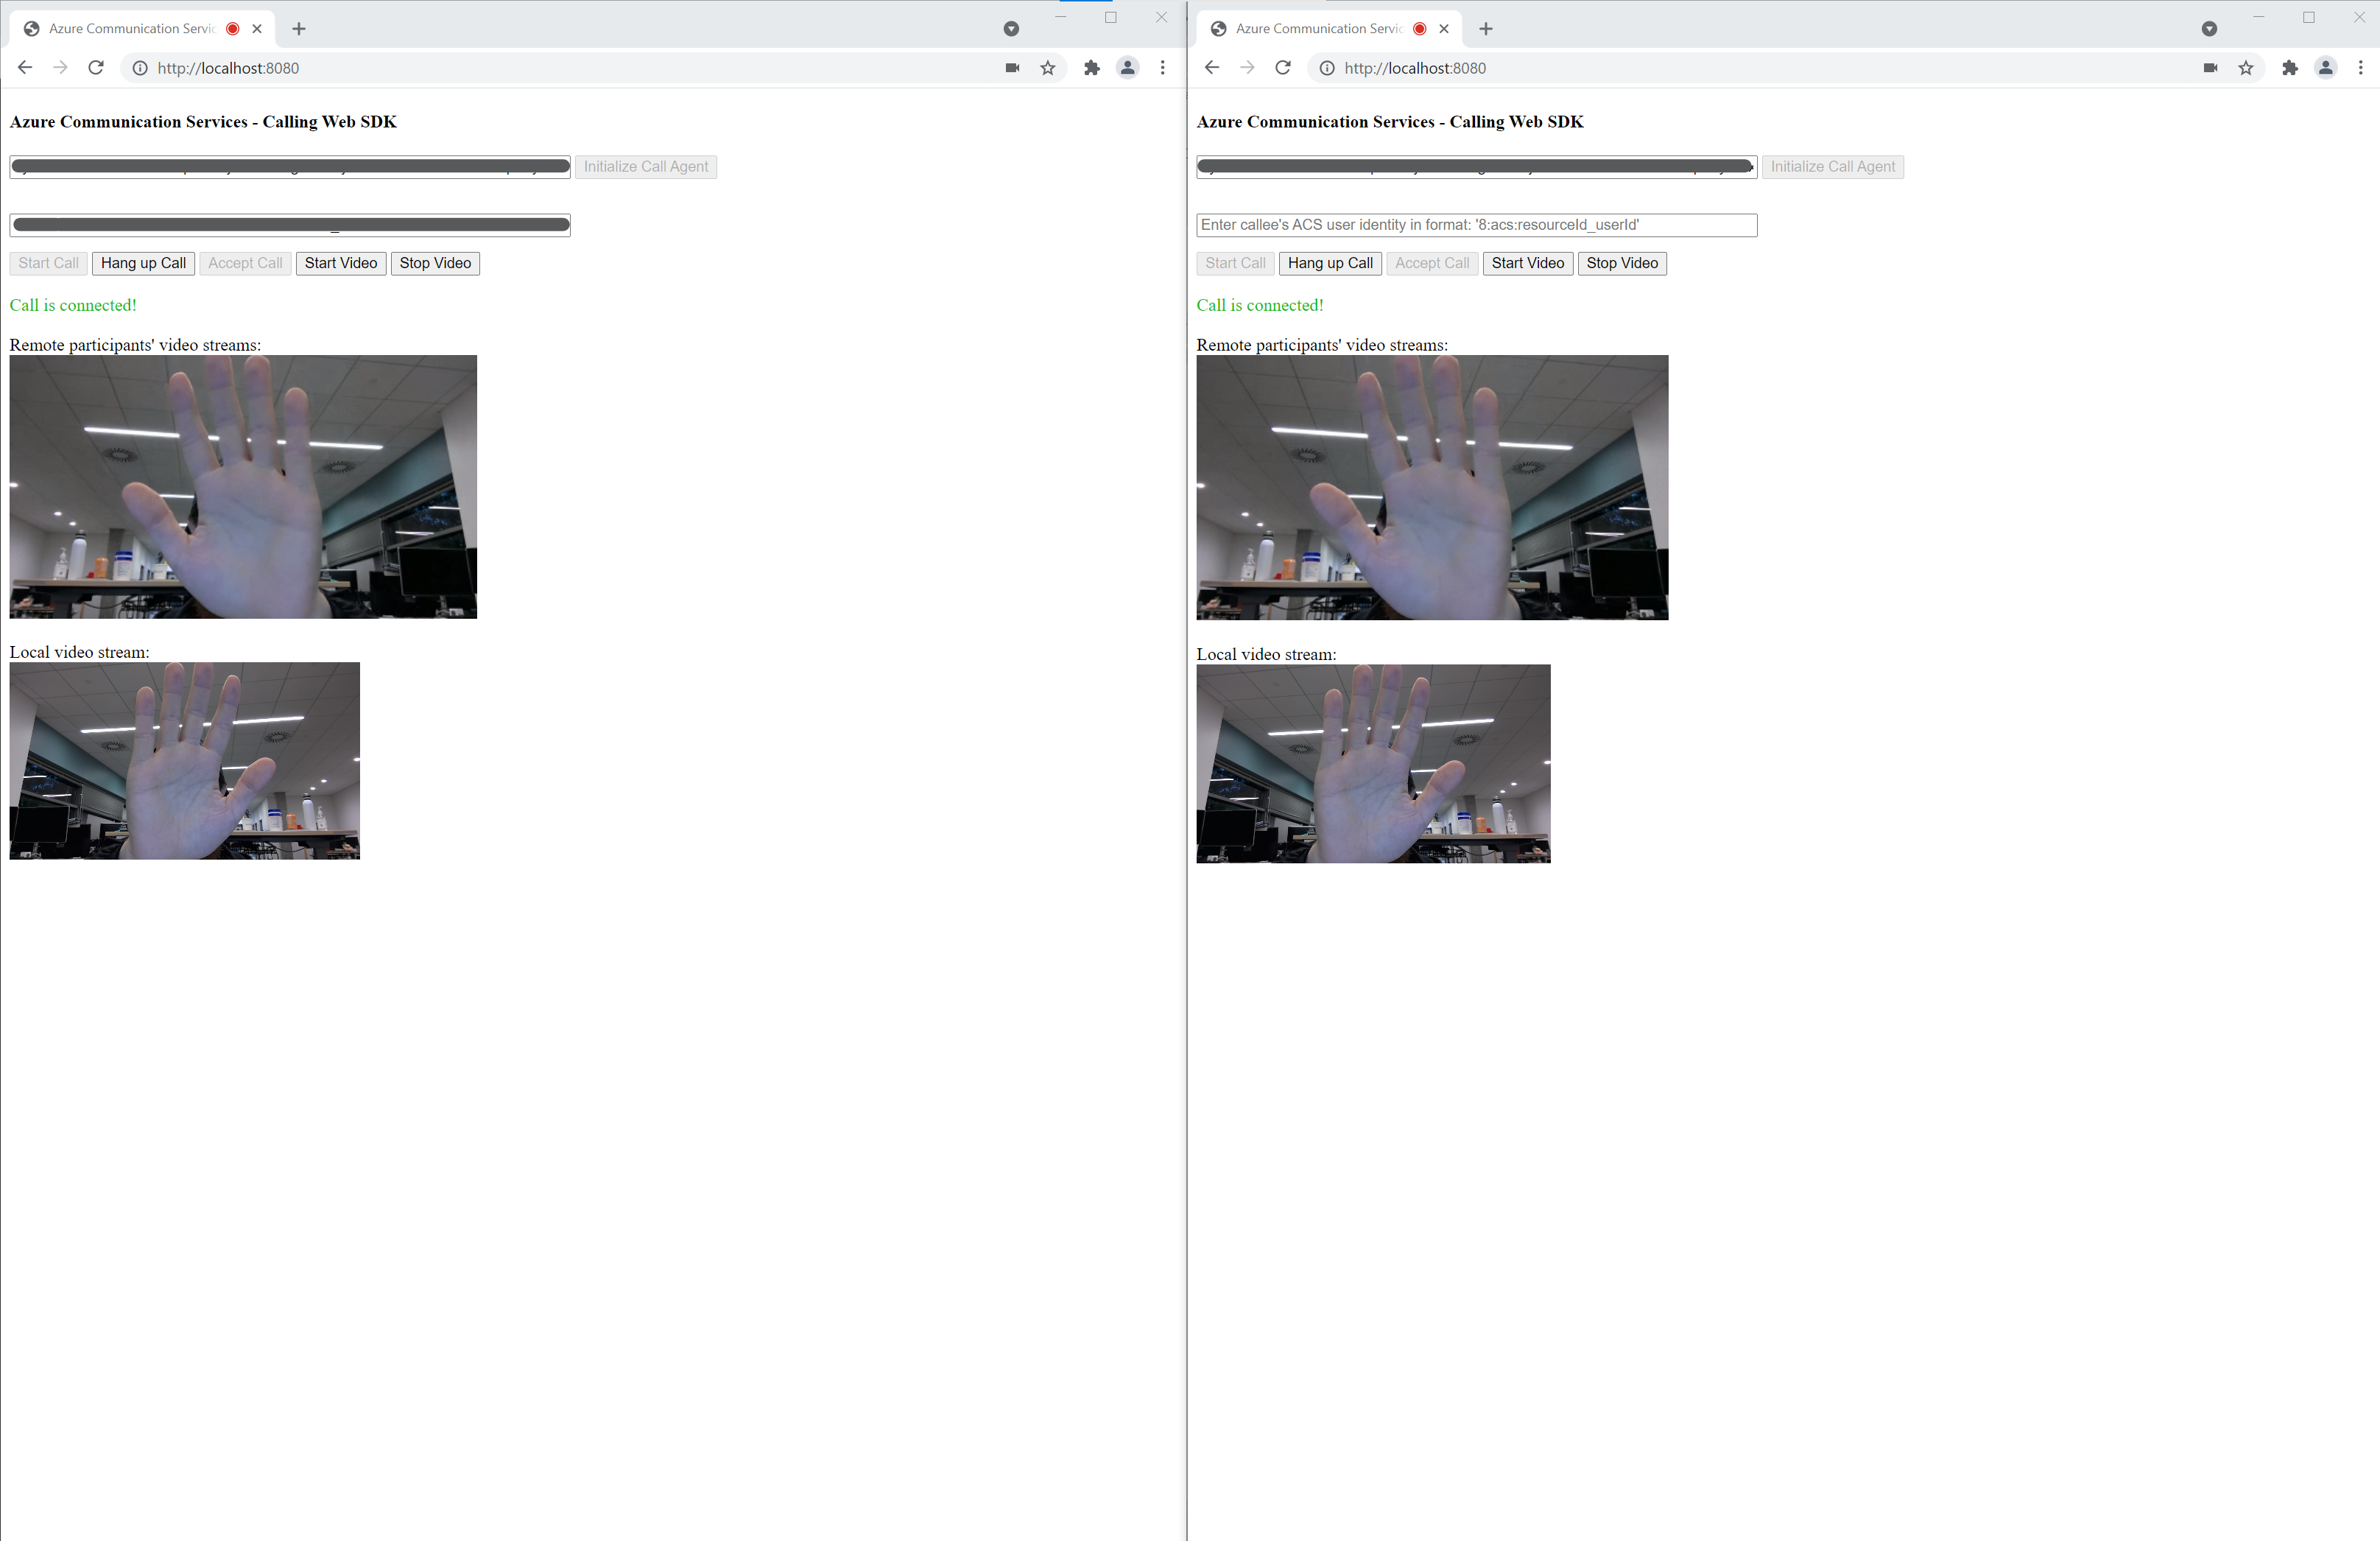 Azure Communication Servic
http://localhost:8080
Azure Communication Services - Calling Web SDK
Initialize Call Agent
Start Call Hang up Call Accept Call Start Video Stop Video
Call is connected!
Remote participants' video streams:
Local video stream:
Azure Communication Servic
http://localhost:8080
Azure Communication Services - Calling Web SDK
Initialize Call Agent
Enter callee's ACS user identity in format: '8:acs:resourceId_userId'
Start Call Hang up Call Accept Call Start Video Stop Video
Call is connected!
Remote participants' video streams:
Local video stream: